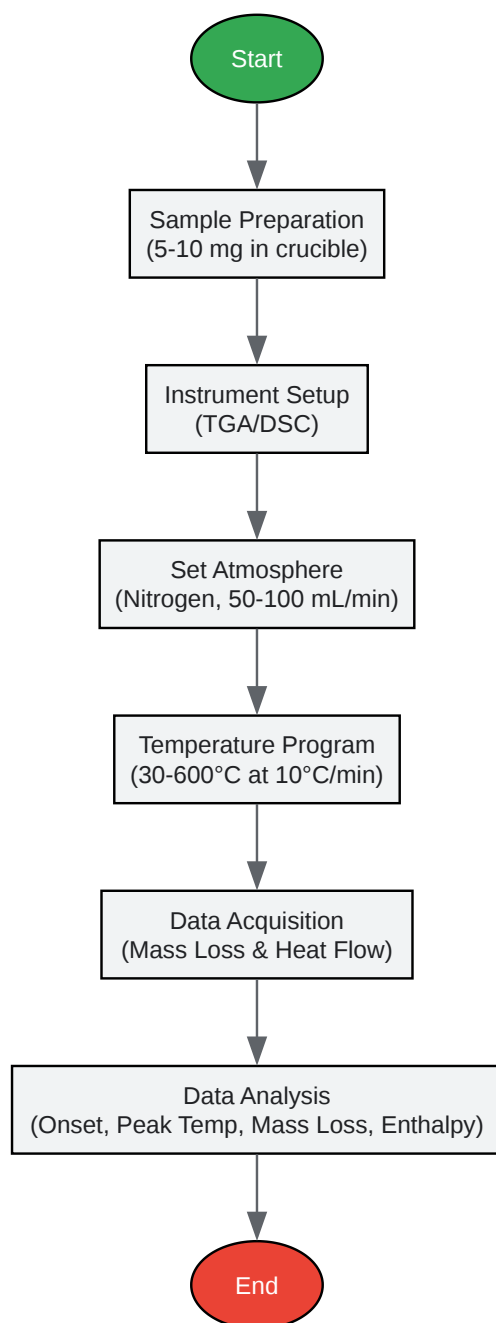 Start
Sample Preparation
(5-10 mg in crucible)
Instrument Setup
(TGA/DSC)
Set Atmosphere
(Nitrogen, 50-100 mL/min)
Temperature Program
(30-600°C at 10°C/min)
Data Acquisition
(Mass Loss & Heat Flow)
Data Analysis
(Onset, Peak Temp, Mass Loss, Enthalpy)
End